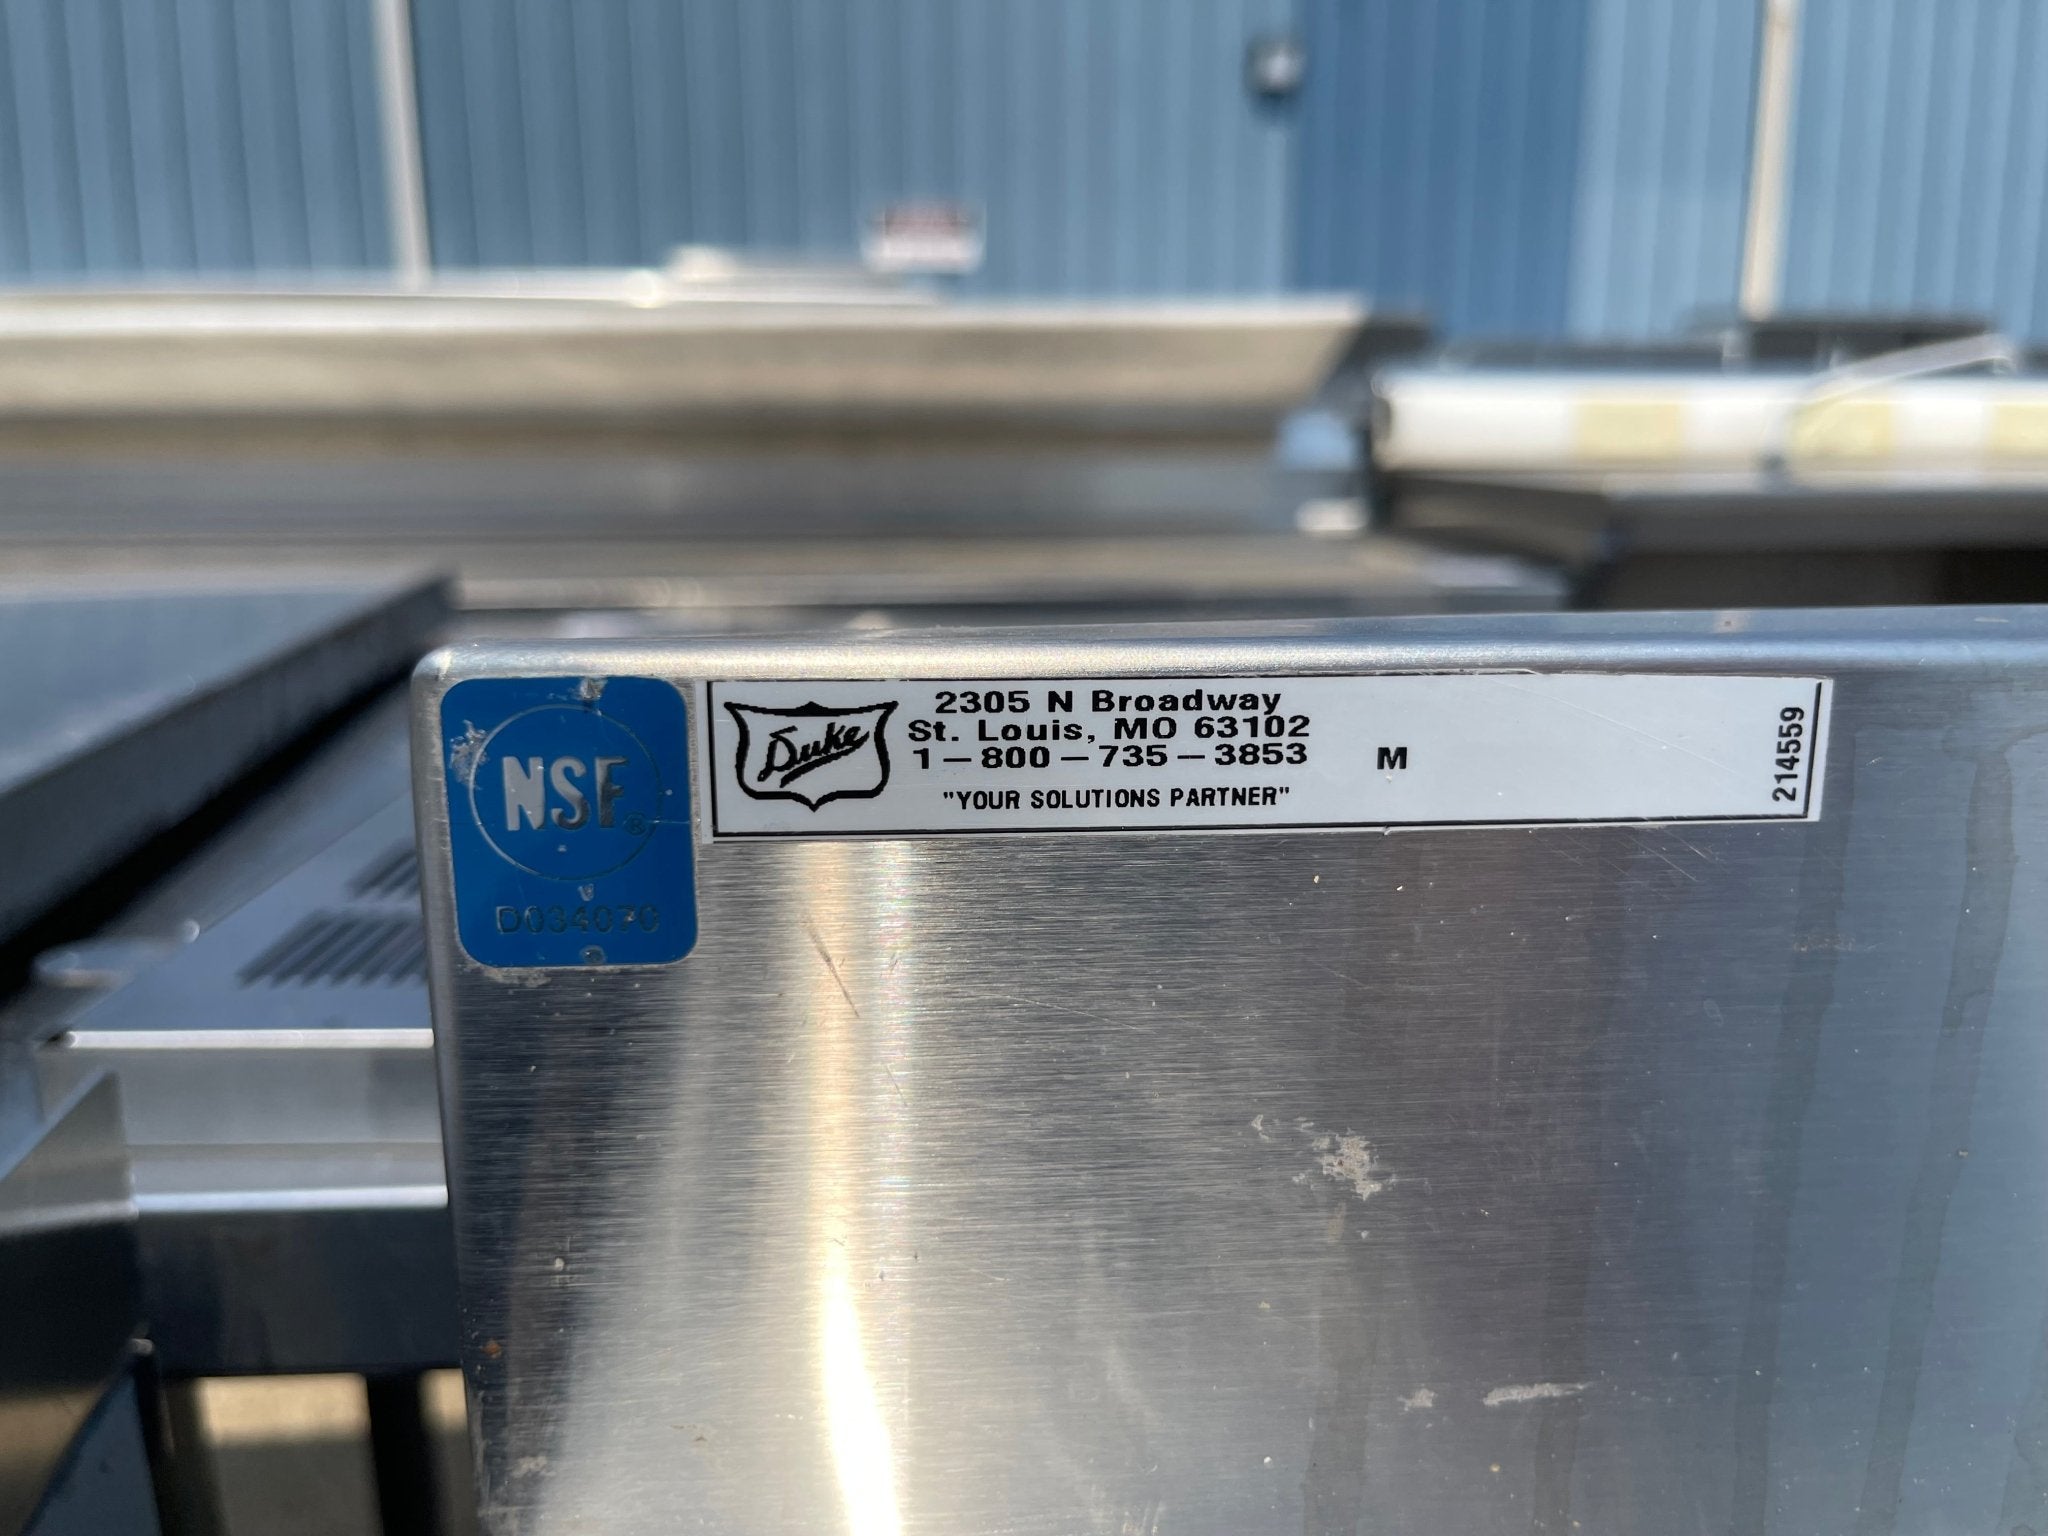 NSF®
D034070
Duke
2305 N Broadway
St. Louis, MO 63102
1-800-735-3853
M
"YOUR SOLUTIONS PARTNER"
214559